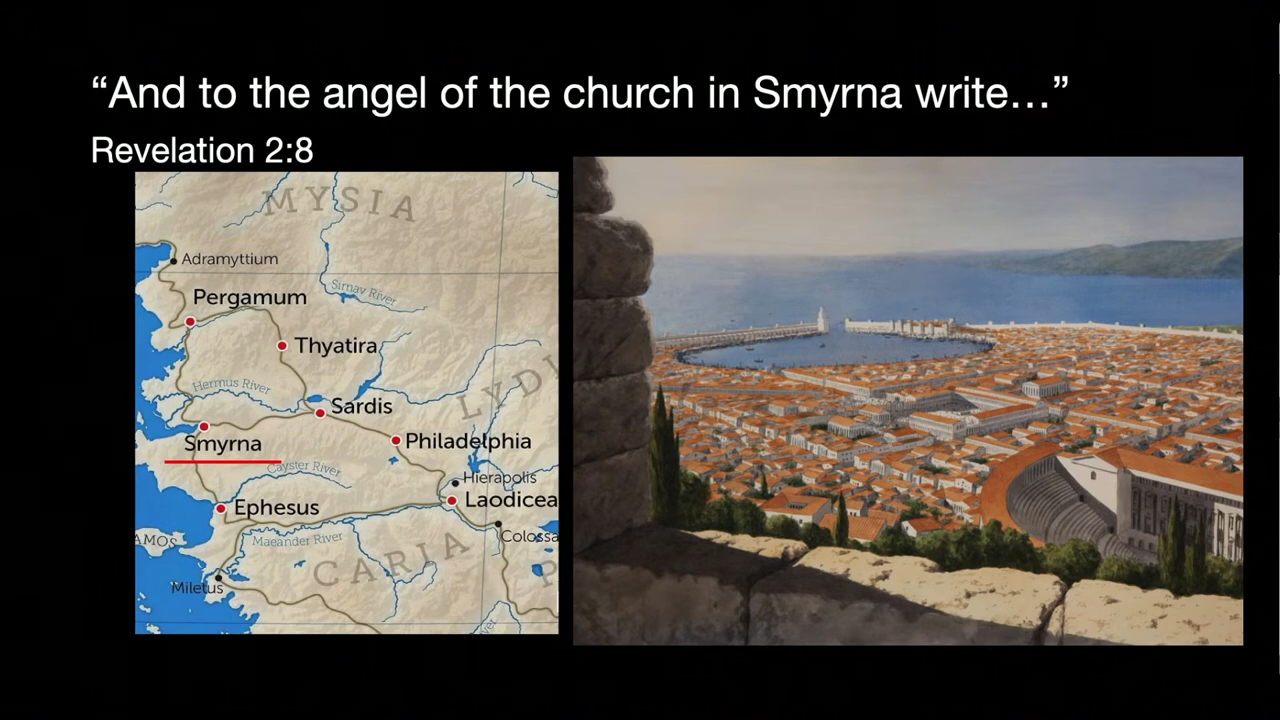 “And to the angel of the church in Smyrna write…”
Revelation 2:8
MYSIA
Adramyttium
Pergamum
Sirnav River
Thyatira
Hermus River
Sardis
LYDI
Smyrna
Philadelphia
Cayster River
Hierapolis
Laodicea
Ephesus
AMOS
Maeander River
Colossa
CARIA
P
Miletus
ver